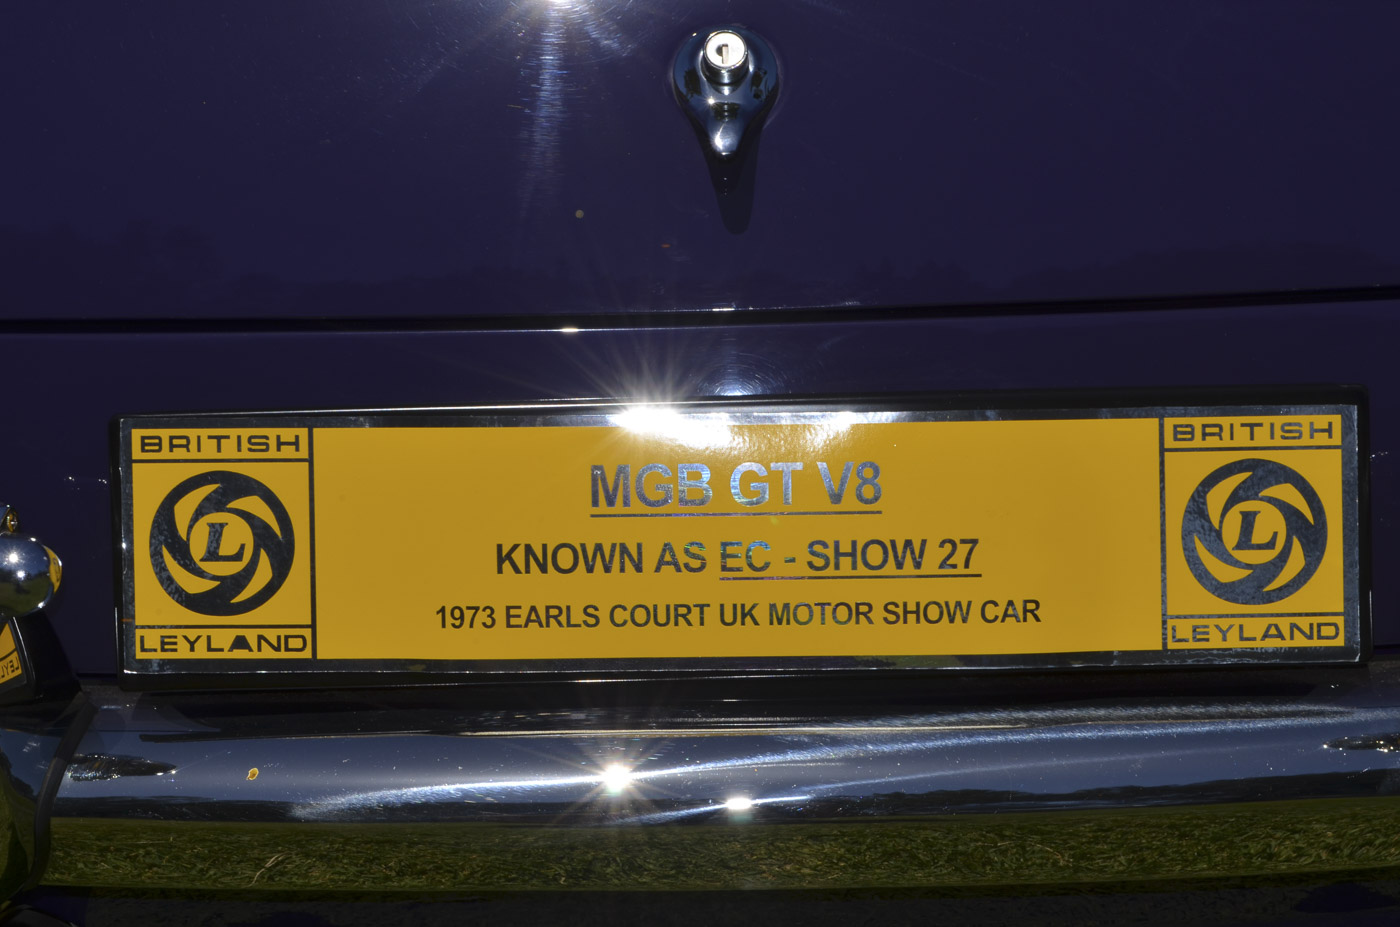 BRITISH
L
LEYLAND
MGB GT V8
KNOWN AS EC - SHOW 27
1973 EARLS COURT UK MOTOR SHOW CAR
BRITISH
L
LEYLAND